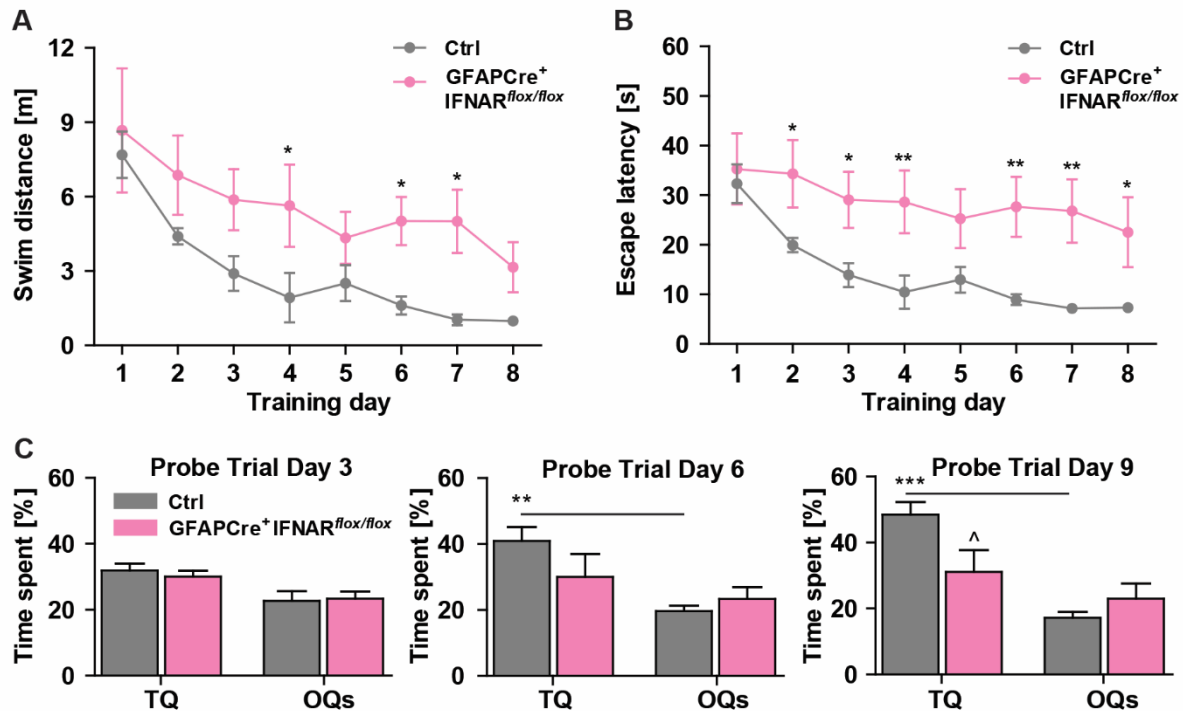 A
Ctrl
GFAPCre⁺
IFNARflox/flox
Swim distance [m]
12
9
6
3
0
* * *
1 2 3 4 5 6 7 8
Training day
B
Ctrl
GFAPCre⁺
IFNARflox/flox
Escape latency [s]
60
50
40
30
20
10
0
* * ** ** ** *
1 2 3 4 5 6 7 8
Training day
C
Probe Trial Day 3
Ctrl
GFAPCre⁺ IFNARflox/flox
Time spent [%]
60
40
20
0
TQ OQs
Probe Trial Day 6
Time spent [%]
60
40
20
0
**
TQ OQs
Probe Trial Day 9
Time spent [%]
60
40
20
0
***
^
TQ OQs